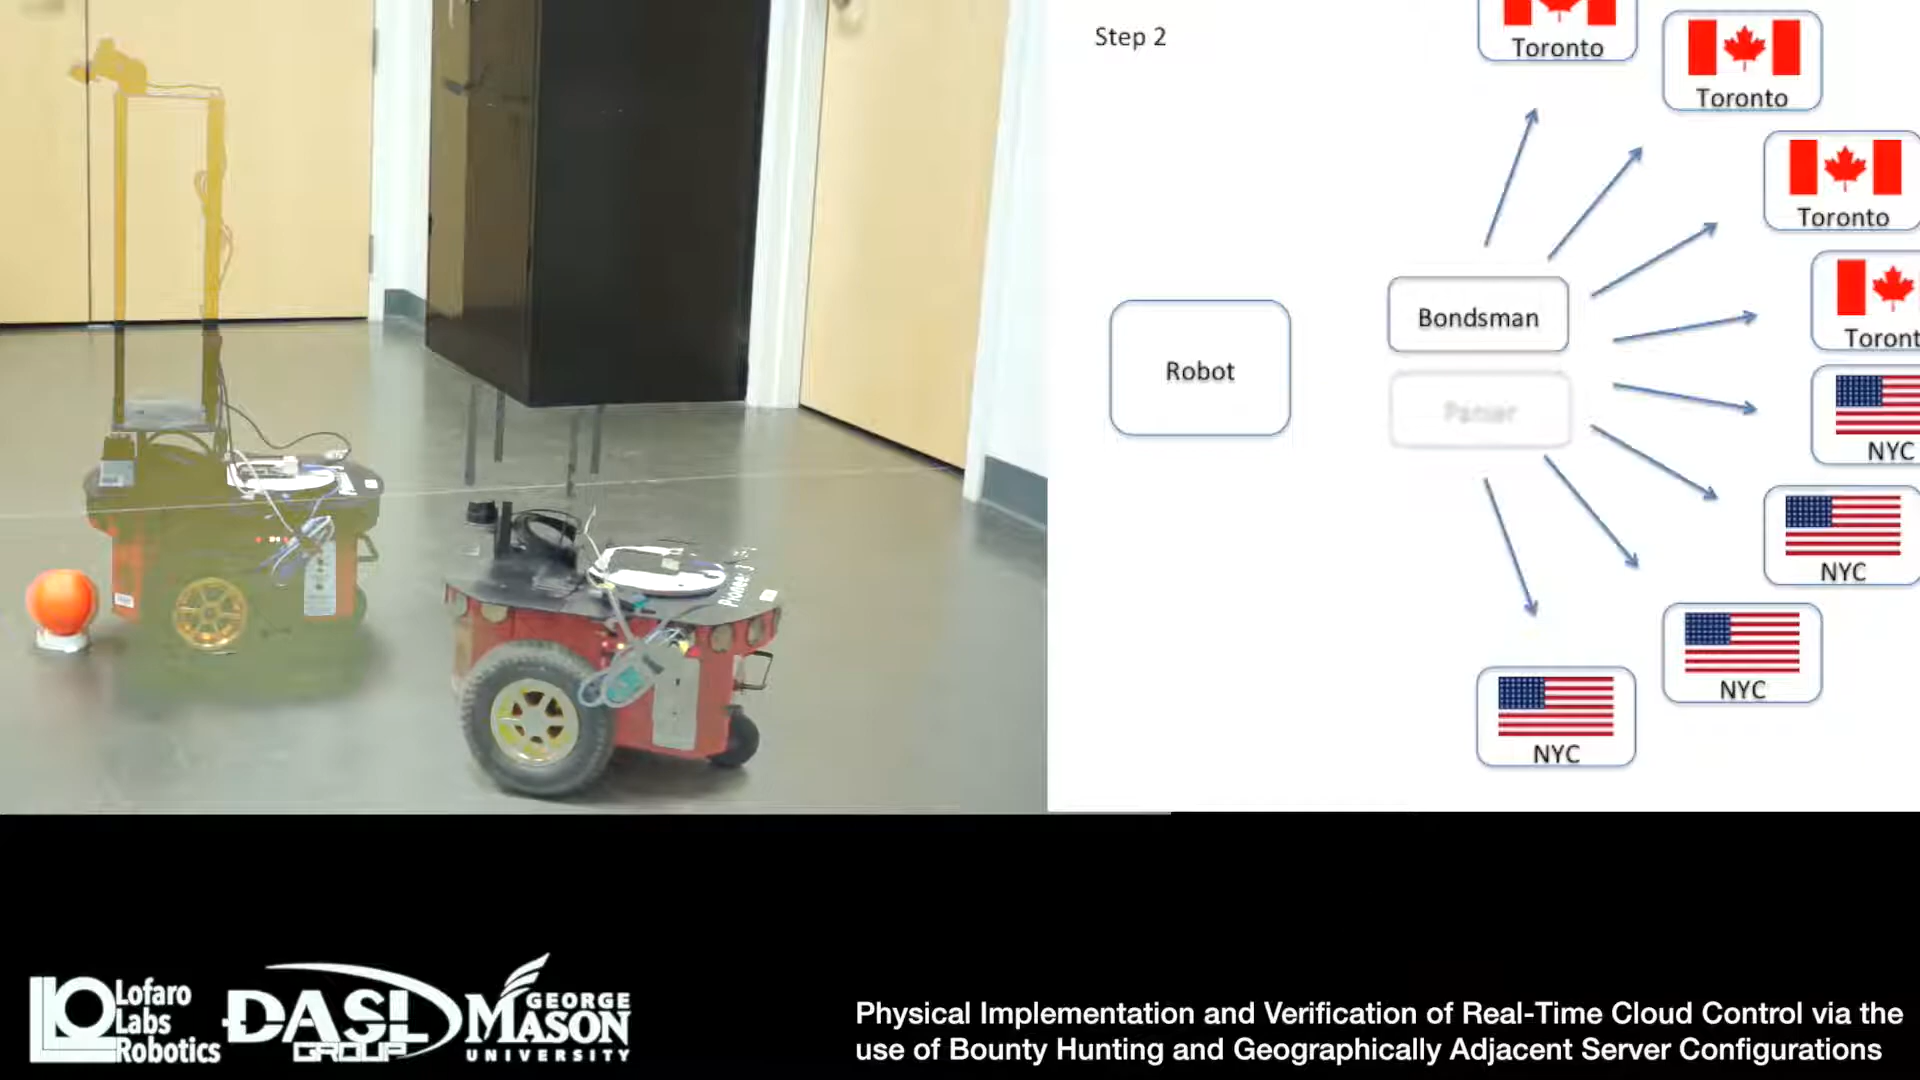 Step 2
Toronto
Toronto
Toronto
Toront
Bondsman
Robot
NYC
NYC
NYC
NYC
Pioneer 3
Lofaro
Labs
Robotics
DASL
GROUP
GEORGE
MASON
UNIVERSITY
Physical Implementation and Verification of Real-Time Cloud Control via the
use of Bounty Hunting and Geographically Adjacent Server Configurations